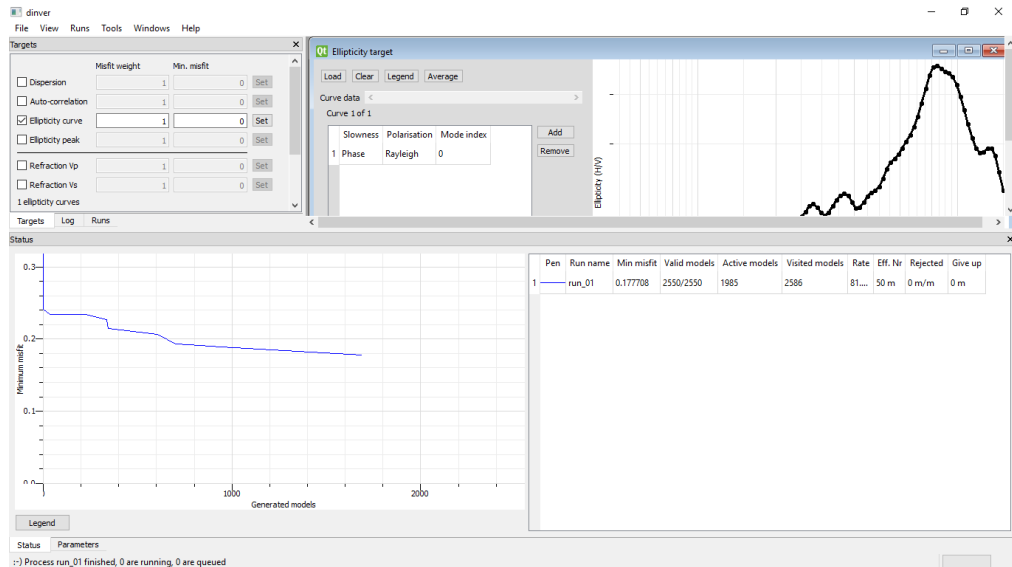 dinver
File View Runs Tools Windows Help
Targets
Misfit weight Min. misfit
Dispersion 1 0 Set
Auto-correlation 1 0 Set
Ellipticity curve 1 0 Set
Ellipticity peak 1 0 Set
Refraction Vp 1 0 Set
Refraction Vs 1 0 Set
1 ellipticity curves
Targets Log Runs
Qt Ellipticity target
Load Clear Legend Average
Curve data
Curve 1 of 1
Slowness Polarisation Mode index
1 Phase Rayleigh 0
Add
Remove
Ellipticity (H/V)
Status
0.3
0.2
0.1
Minimum misfit
1000 2000
Generated models
Legend
Pen Run name Min misfit Valid models Active models Visited models Rate Eff. Nr Rejected Give up
1 run_01 0.177708 2550/2550 1985 2586 81.... 50 m 0 m/m 0 m
Status Parameters
:-) Process run_01 finished, 0 are running, 0 are queued